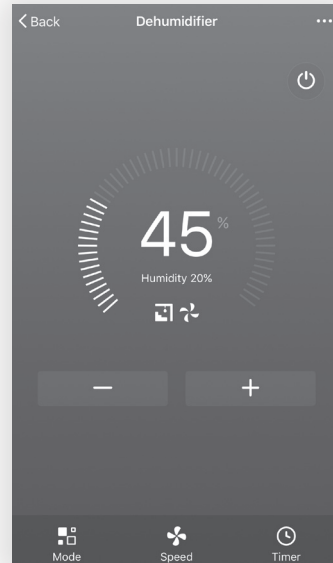 Back Dehumidifier ...
45 %
Humidity 20%
− +
Mode Speed Timer